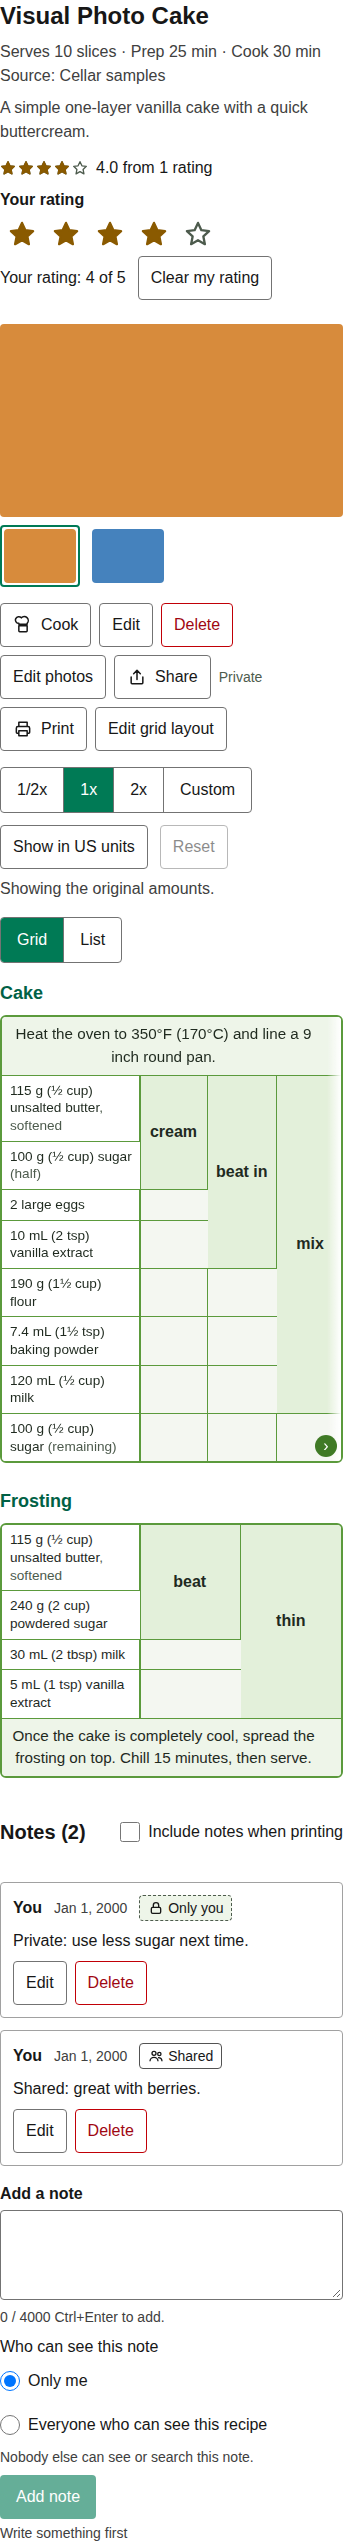 Visual Photo Cake
Serves 10 slices · Prep 25 min · Cook 30 min
Source: Cellar samples
A simple one-layer vanilla cake with a quick
buttercream.
4.0 from 1 rating
Your rating
Your rating: 4 of 5 Clear my rating
Cook Edit Delete
Edit photos Share Private
Print Edit grid layout
1/2x 1x 2x Custom
Show in US units Reset
Showing the original amounts.
Grid List
Cake
Heat the oven to 350°F (170°C) and line a 9
inch round pan.
115 g (½ cup)
unsalted butter,
softened
cream
100 g (½ cup) sugar
(half)
beat in
2 large eggs
10 mL (2 tsp)
vanilla extract
mix
190 g (1½ cup)
flour
7.4 mL (1½ tsp)
baking powder
120 mL (½ cup)
milk
100 g (½ cup)
sugar (remaining)
›
Frosting
115 g (½ cup)
unsalted butter,
softened
beat
240 g (2 cup)
powdered sugar
thin
30 mL (2 tbsp) milk
5 mL (1 tsp) vanilla
extract
Once the cake is completely cool, spread the
frosting on top. Chill 15 minutes, then serve.
Notes (2) Include notes when printing
You Jan 1, 2000 Only you
Private: use less sugar next time.
Edit Delete
You Jan 1, 2000 Shared
Shared: great with berries.
Edit Delete
Add a note
0 / 4000 Ctrl+Enter to add.
Who can see this note
Only me
Everyone who can see this recipe
Nobody else can see or search this note.
Add note
Write something first